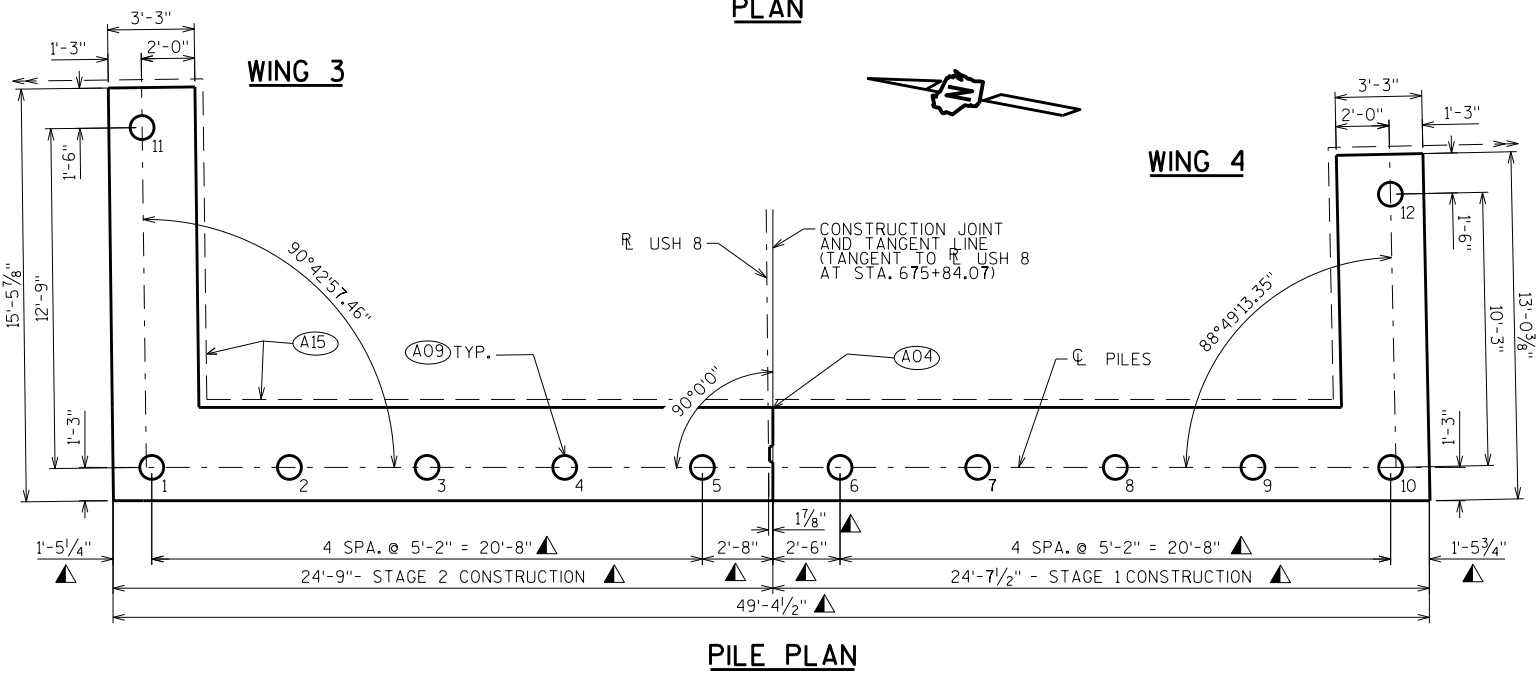 PLAN
3'-3"
1'-3"
2'-0"
WING 3
N
3'-3"
2'-0"
1'-3"
WING 4
11
1'-6"
12
1'-6"
15'-5⅞"
12'-9"
90°42'57.46"
℞ USH 8
CONSTRUCTION JOINT
AND TANGENT LINE
(TANGENT TO ℞ USH 8
AT STA. 675+84.07)
88°49'13.35"
10'-3"
13'-0⅜"
A15
A09 TYP.
90°0'0"
A04
℄ PILES
1'-3"
1'-3"
1
2
3
4
5
6
7
8
9
10
1⅞"
1'-5¼"
4 SPA. @ 5'-2" = 20'-8"
2'-8"
2'-6"
4 SPA. @ 5'-2" = 20'-8"
1'-5¾"
24'-9"- STAGE 2 CONSTRUCTION
24'-7½" - STAGE 1 CONSTRUCTION
49'-4½"
PILE PLAN